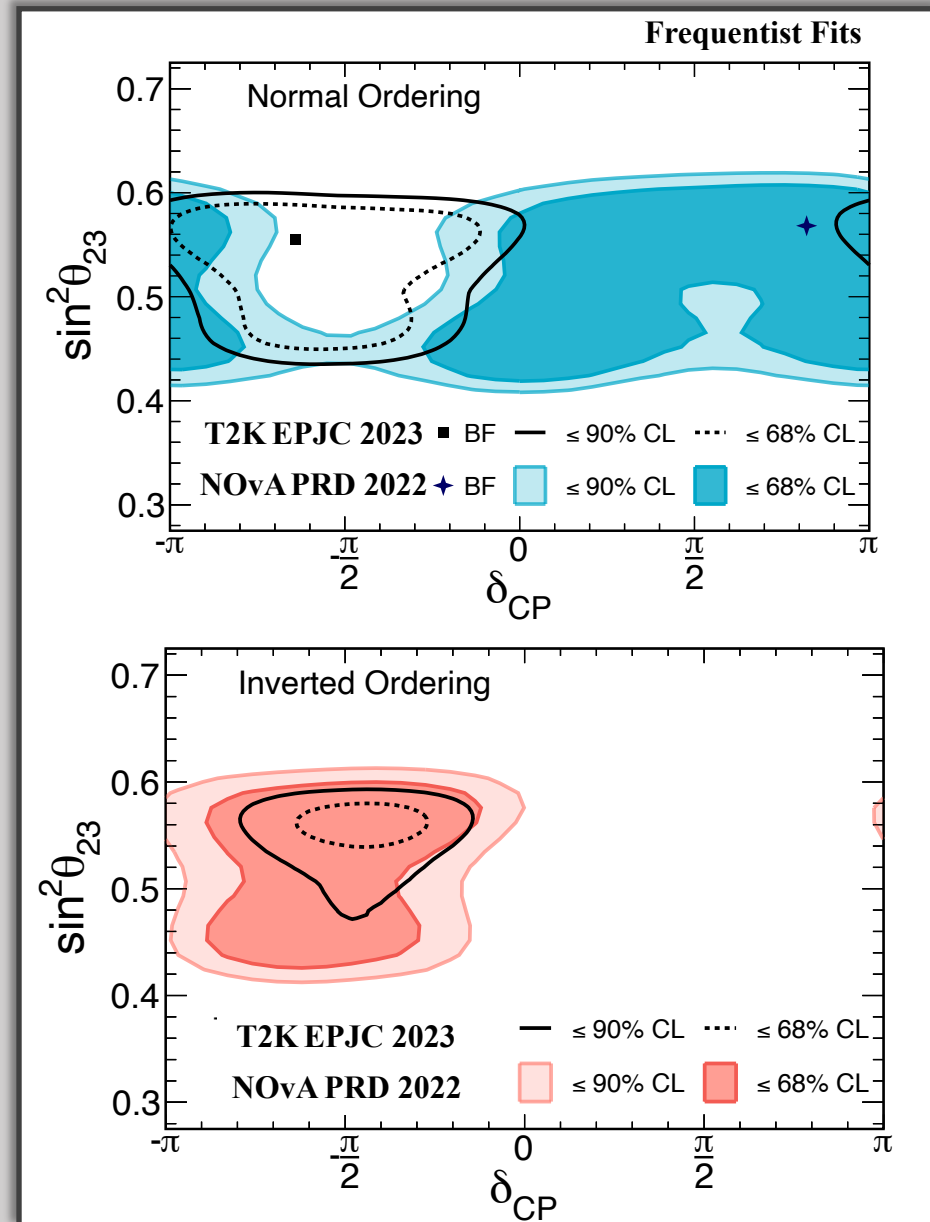 Frequentist Fits
Normal Ordering
sin²θ₂₃
0.7
0.6
0.5
0.4
0.3
T2K EPJC 2023 BF ≤ 90% CL ≤ 68% CL
NOvA PRD 2022 BF ≤ 90% CL ≤ 68% CL
-π -π/2 0 π/2 π
δCP
Inverted Ordering
sin²θ₂₃
0.7
0.6
0.5
0.4
0.3
T2K EPJC 2023 ≤ 90% CL ≤ 68% CL
NOvA PRD 2022 ≤ 90% CL ≤ 68% CL
-π -π/2 0 π/2 π
δCP